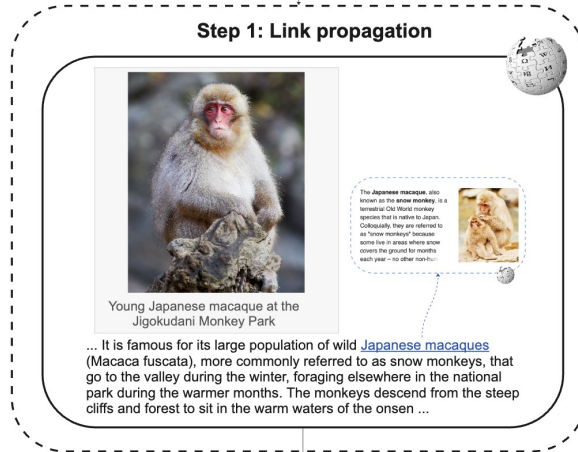 Step 1: Link propagation
The Japanese macaque, also
known as the snow monkey, is a
terrestrial Old World monkey
species that is native to Japan.
Colloquially, they are referred to
as "snow monkeys" because
some live in areas where snow
covers the ground for months
each year – no other non-hum
Young Japanese macaque at the
Jigokudani Monkey Park
... It is famous for its large population of wild Japanese macaques
(Macaca fuscata), more commonly referred to as snow monkeys, that
go to the valley during the winter, foraging elsewhere in the national
park during the warmer months. The monkeys descend from the steep
cliffs and forest to sit in the warm waters of the onsen ...